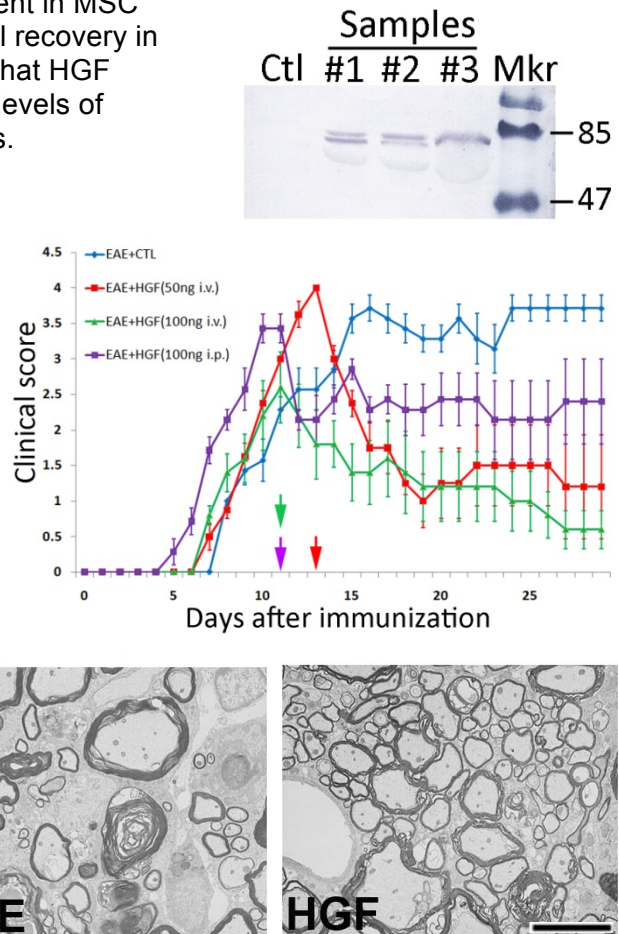 ent in MSC
l recovery in
hat HGF
levels of
s.
Samples
Ctl #1 #2 #3 Mkr
85
47
4.5
4
3.5
3
2.5
2
1.5
1
0.5
0
Clinical score
EAE+CTL
EAE+HGF(50ng i.v.)
EAE+HGF(100ng i.v.)
EAE+HGF(100ng i.p.)
0 5 10 15 20 25
Days after immunization
E
HGF